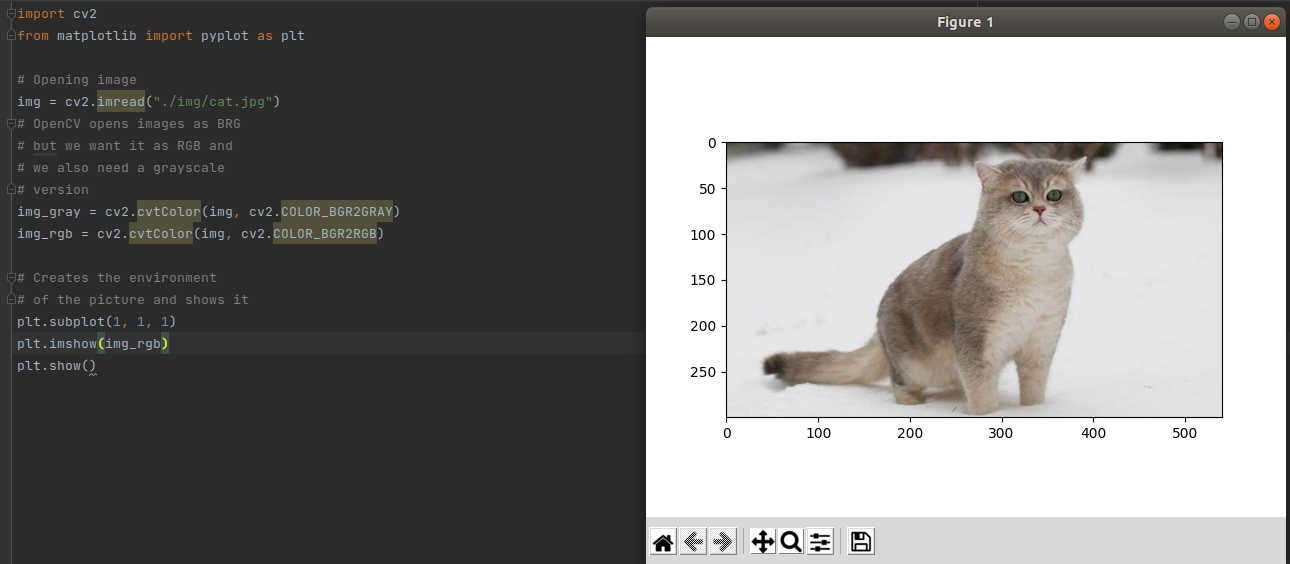 import cv2
from matplotlib import pyplot as plt
# Opening image
img = cv2.imread("./img/cat.jpg")
# OpenCV opens images as BRG
# but we want it as RGB and
# we also need a grayscale
# version
img_gray = cv2.cvtColor(img, cv2.COLOR_BGR2GRAY)
img_rgb = cv2.cvtColor(img, cv2.COLOR_BGR2RGB)
# Creates the environment
# of the picture and shows it
plt.subplot(1, 1, 1)
plt.imshow(img_rgb)
plt.show()
Figure 1
0
50
100
150
200
250
0 100 200 300 400 500